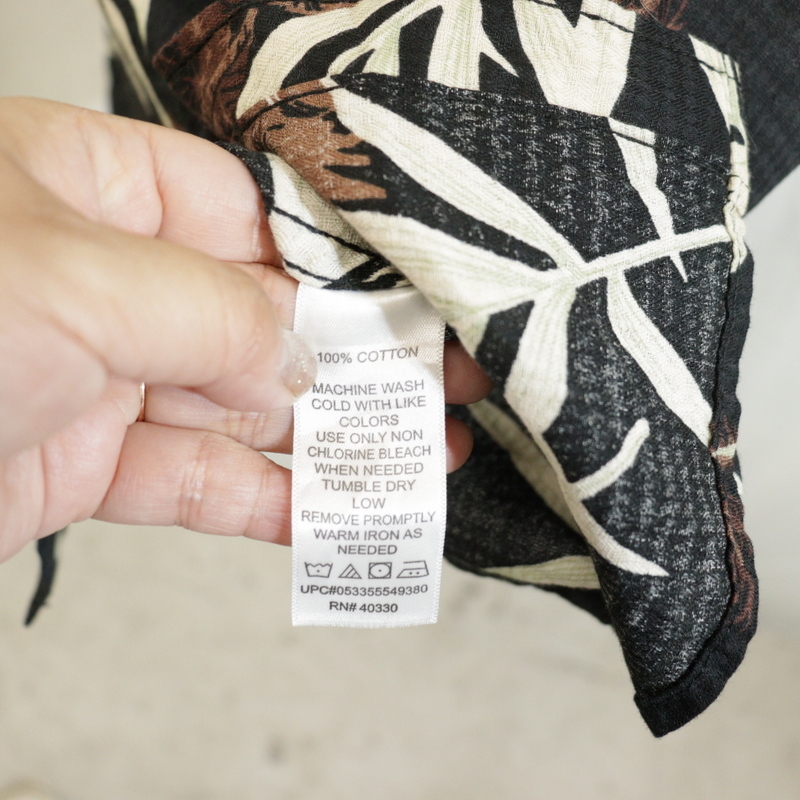 100% COTTON
MACHINE WASH
COLD WITH LIKE
COLORS
USE ONLY NON
CHLORINE BLEACH
WHEN NEEDED
TUMBLE DRY
LOW
REMOVE PROMPTLY
WARM IRON AS
NEEDED
UPC#053355549380
RN# 40330